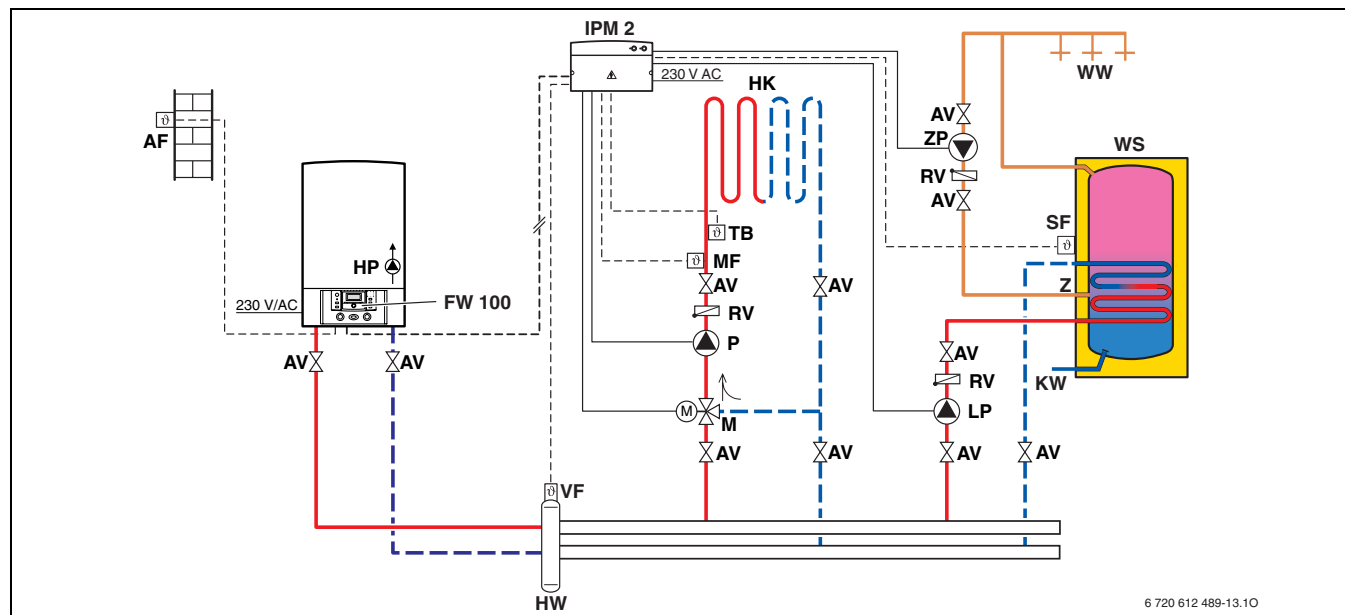 IPM 2
230 V AC
HK
WW
AV
ZP
RV
AV
WS
ϑ
AF
SF
ϑ
ϑ
TB
ϑ
MF
HP
FW 100
230 V/AC
Z
AV
AV
RV
P
AV
AV
AV
RV
KW
M
M
LP
AV
AV
AV
AV
ϑ
VF
HW
6 720 612 489-13.1O